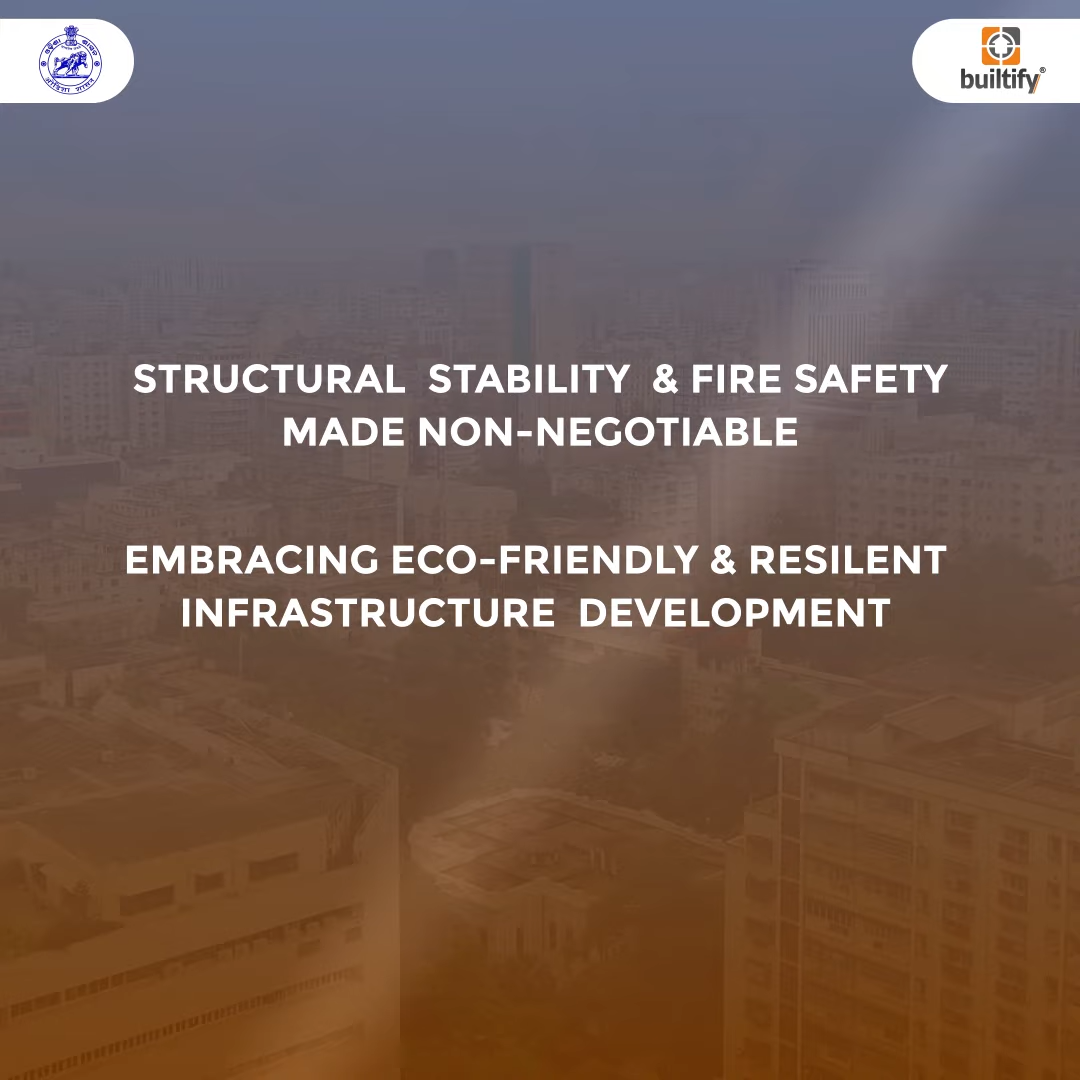 builtify®
STRUCTURAL STABILITY & FIRE SAFETY
MADE NON-NEGOTIABLE
EMBRACING ECO-FRIENDLY & RESILENT
INFRASTRUCTURE DEVELOPMENT